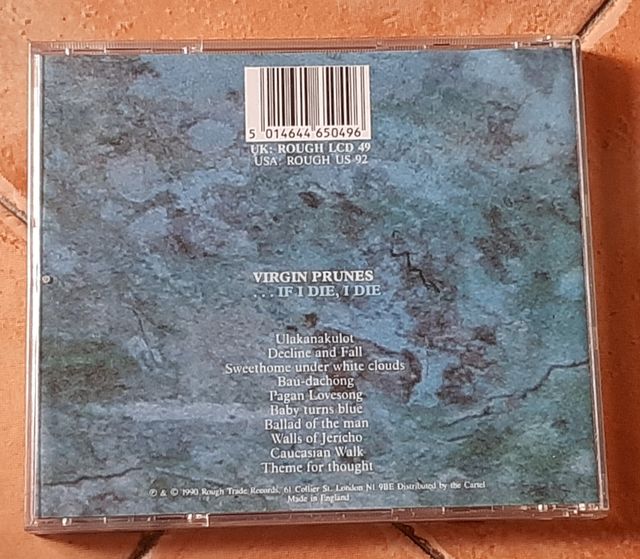 5 014644 650496
UK: ROUGH LCD 49
USA: ROUGH US 92
VIRGIN PRUNES
. . . IF I DIE, I DIE
Ulakanakulot
Decline and Fall
Sweethome under white clouds
Baü-dachöng
Pagan Lovesong
Baby turns blue
Ballad of the man
Walls of Jericho
Caucasian Walk
Theme for thought
℗ & © 1990 Rough Trade Records, 61 Collier St. London N1 9BE Distributed by the Cartel
Made in England